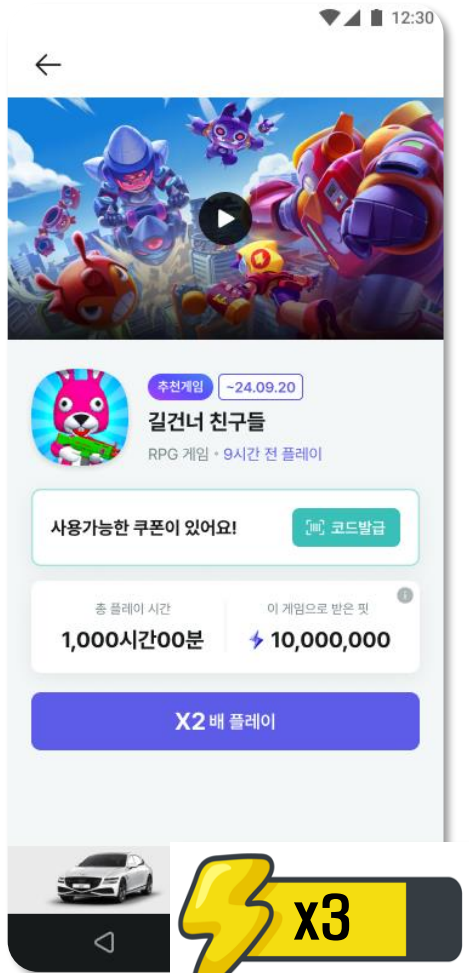 12:30
추천게임 ~24.09.20
길건너 친구들
RPG 게임 • 9시간 전 플레이
사용가능한 쿠폰이 있어요! 코드발급
총 플레이 시간 이 게임으로 받은 핏
1,000시간00분 10,000,000
X2 배 플레이
x3